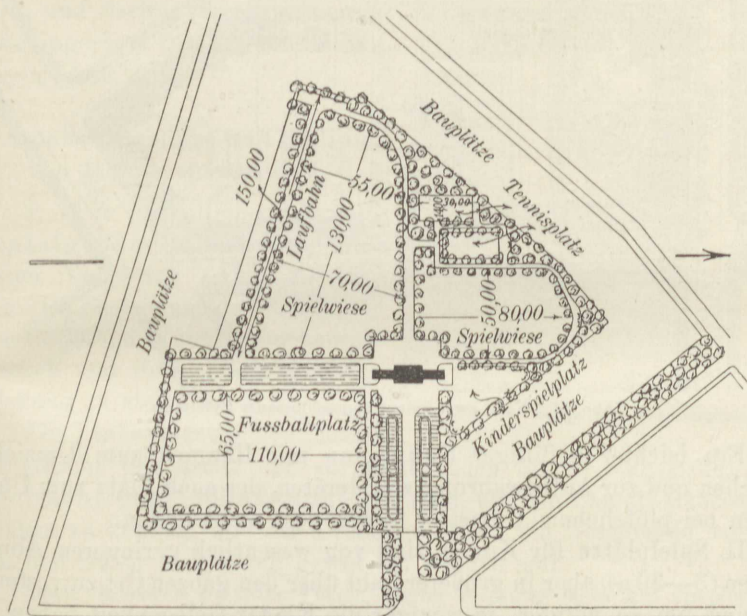 Bauplätze
150,00
Laufbahn
55,00
130,00
30,00
Tennisplatz
70,00
Spielwiese
50,00
80,00
Spielwiese
Bauplätze
Kinderspielplatz
Bauplätze
Fussballplatz
65,00
110,00
Bauplätze